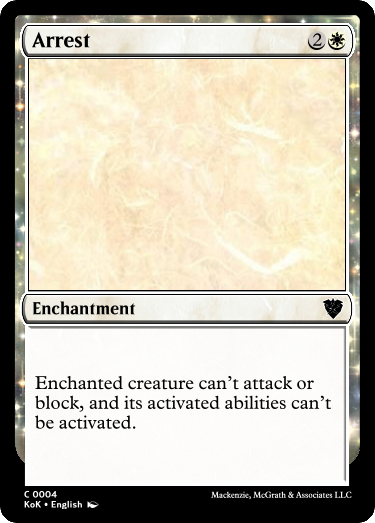 Arrest 2
Enchantment
Enchanted creature can't attack or
block, and its activated abilities can't
be activated.
C 0004
KoK • English
Mackenzie, McGrath & Associates LLC